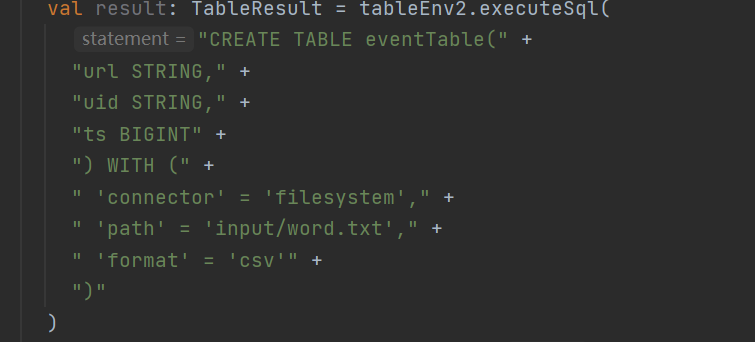 val result: TableResult = tableEnv2.executeSql(
statement = "CREATE TABLE eventTable(" +
"url STRING," +
"uid STRING," +
"ts BIGINT" +
") WITH (" +
" 'connector' = 'filesystem'," +
" 'path' = 'input/word.txt'," +
" 'format' = 'csv'" +
")"
)